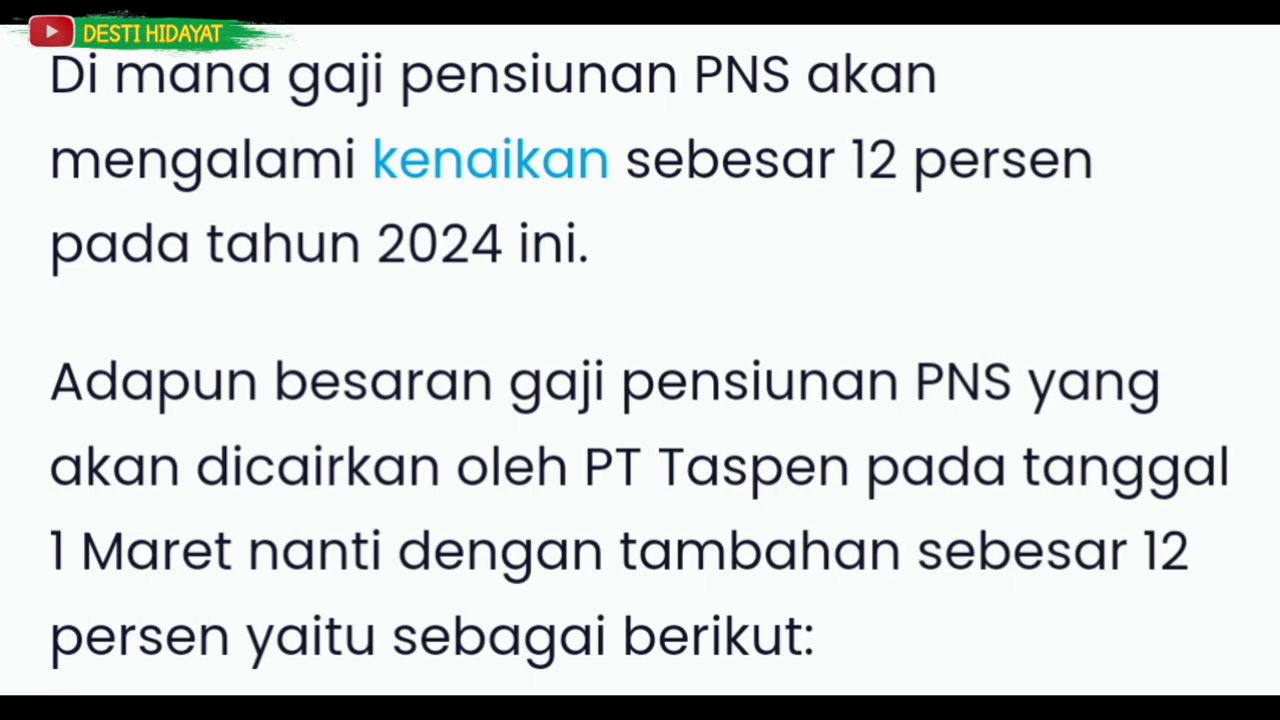 DESTI HIDAYAT
Di mana gaji pensiunan PNS akan
mengalami kenaikan sebesar 12 persen
pada tahun 2024 ini.
Adapun besaran gaji pensiunan PNS yang
akan dicairkan oleh PT Taspen pada tanggal
1 Maret nanti dengan tambahan sebesar 12
persen yaitu sebagai berikut: